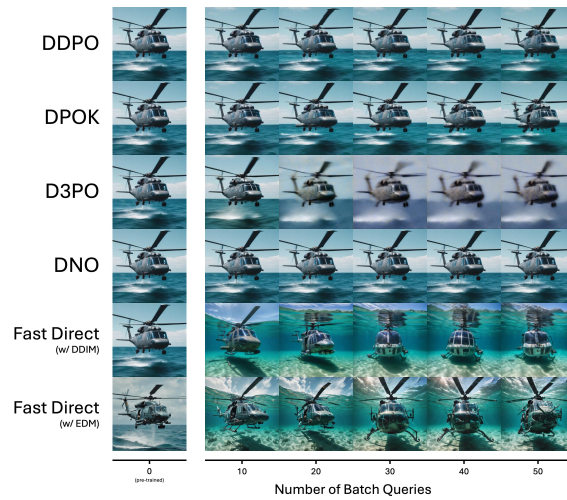 DDPO
DPOK
D3PO
DNO
Fast Direct
(w/ DDIM)
Fast Direct
(w/ EDM)
0 10 20 30 40 50
(pre-trained)
Number of Batch Queries